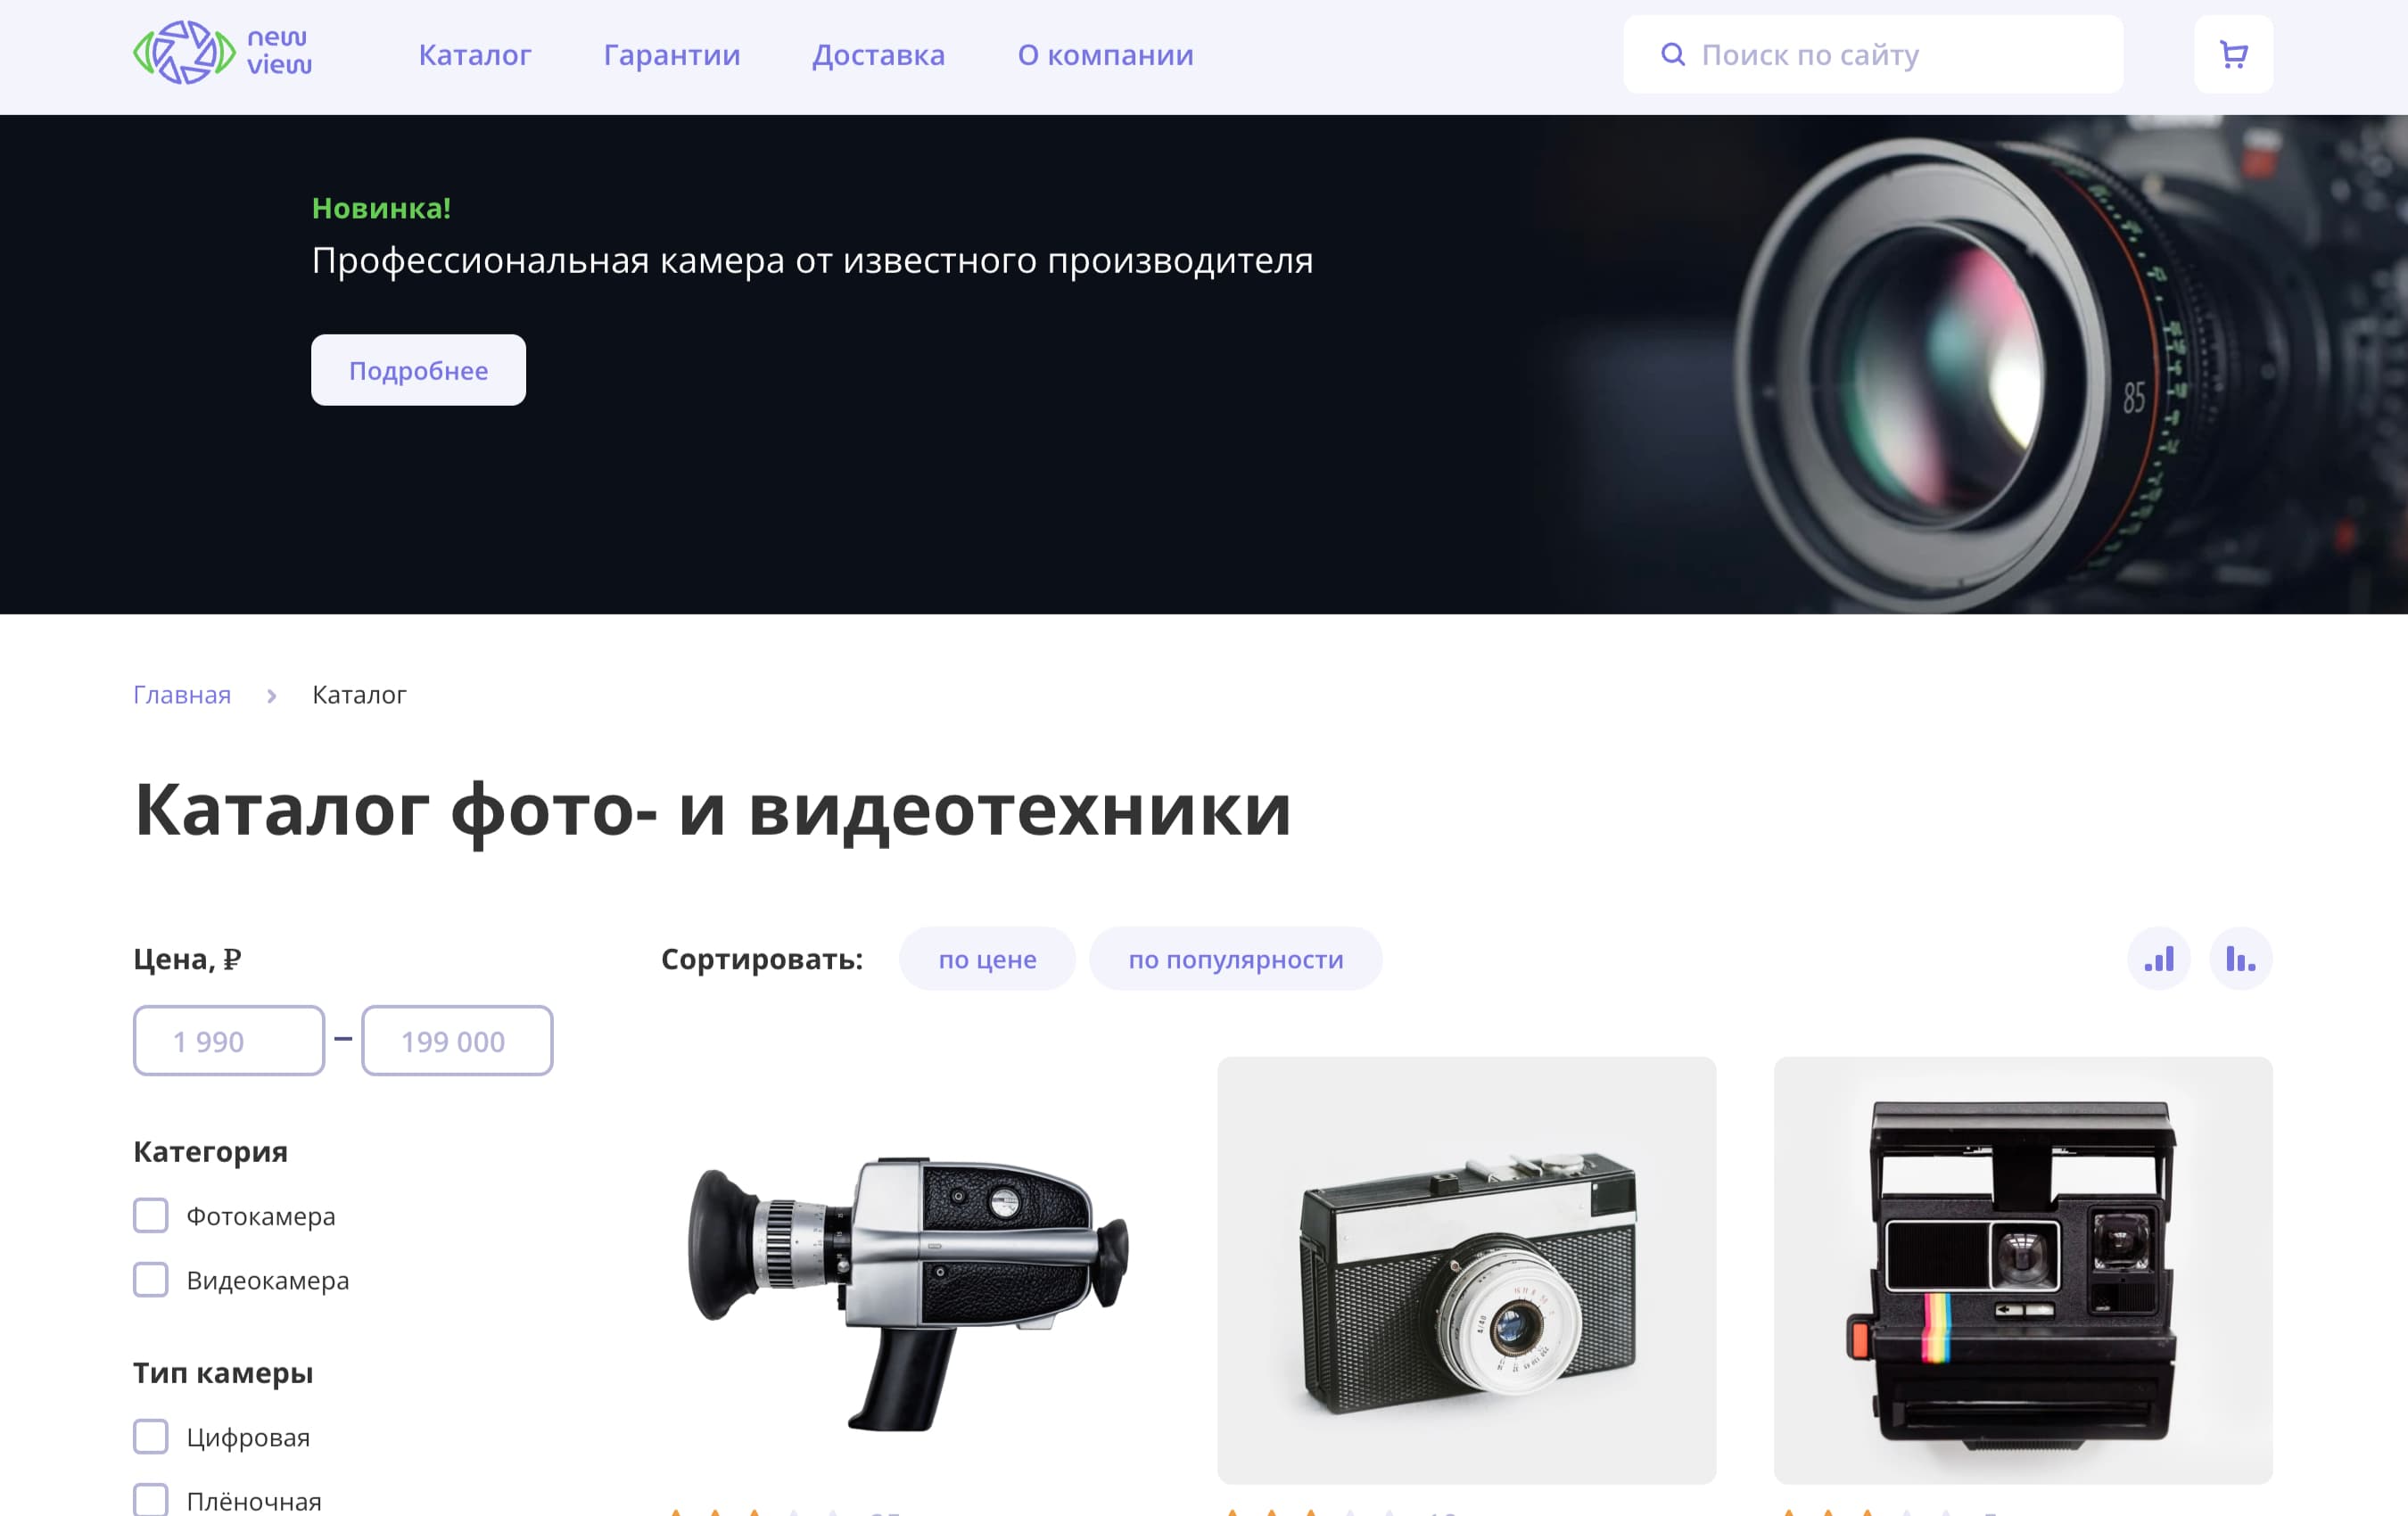 new
view
Каталог
Гарантии
Доставка
О компании
Поиск по сайту
Новинка!
Профессиональная камера от известного производителя
Подробнее
85
Главная
Каталог
Каталог фото- и видеотехники
Цена, ₽
1 990
–
199 000
Категория
Фотокамера
Видеокамера
Тип камеры
Цифровая
Плёночная
Сортировать:
по цене
по популярности